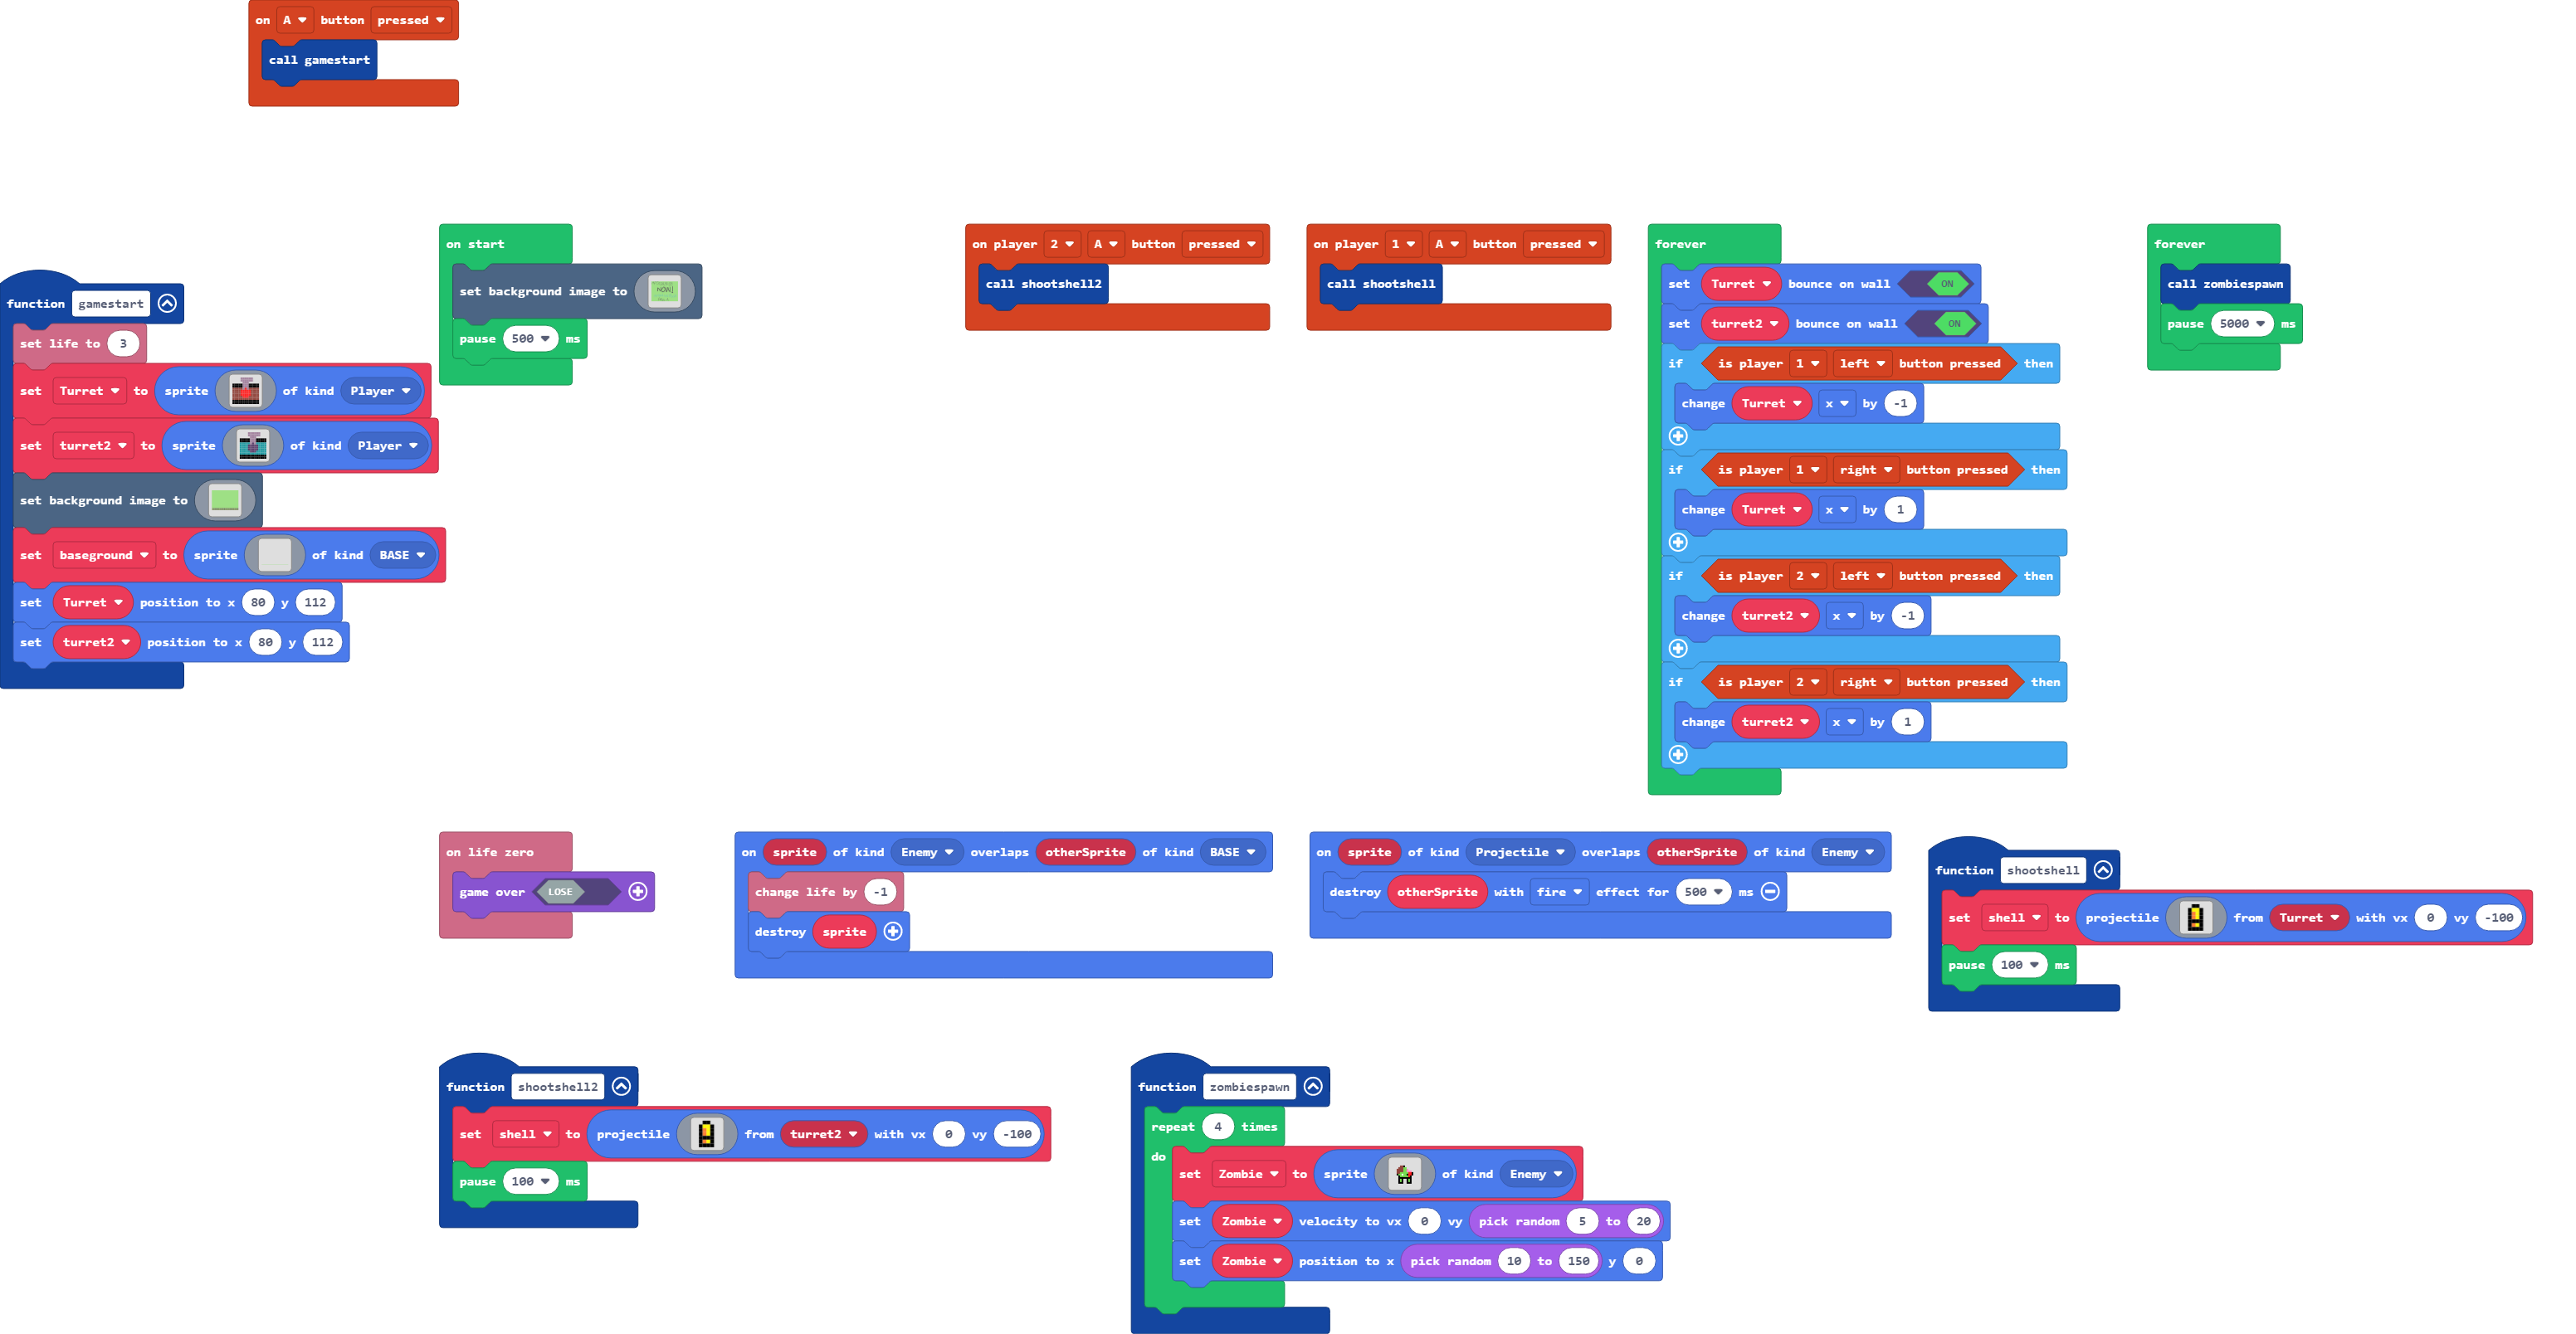 on A button pressed
call gamestart
function gamestart
set life to 3
set Turret to sprite of kind Player
set turret2 to sprite of kind Player
set background image to
set baseground to sprite of kind BASE
set Turret position to x 80 y 112
set turret2 position to x 80 y 112
on start
set background image to
pause 500 ms
on player 2 A button pressed
call shootshell2
on player 1 A button pressed
call shootshell
forever
set Turret bounce on wall ON
set turret2 bounce on wall ON
if is player 1 left button pressed then
change Turret x by -1
if is player 1 right button pressed then
change Turret x by 1
if is player 2 left button pressed then
change turret2 x by -1
if is player 2 right button pressed then
change turret2 x by 1
forever
call zombiespawn
pause 5000 ms
on life zero
game over LOSE
on sprite of kind Enemy overlaps otherSprite of kind BASE
change life by -1
destroy sprite
on sprite of kind Projectile overlaps otherSprite of kind Enemy
destroy otherSprite with fire effect for 500 ms
function shootshell
set shell to projectile from Turret with vx 0 vy -100
pause 100 ms
function shootshell2
set shell to projectile from turret2 with vx 0 vy -100
pause 100 ms
function zombiespawn
repeat 4 times
do
set Zombie to sprite of kind Enemy
set Zombie velocity to vx 0 vy pick random 5 to 20
set Zombie position to x pick random 10 to 150 y 0